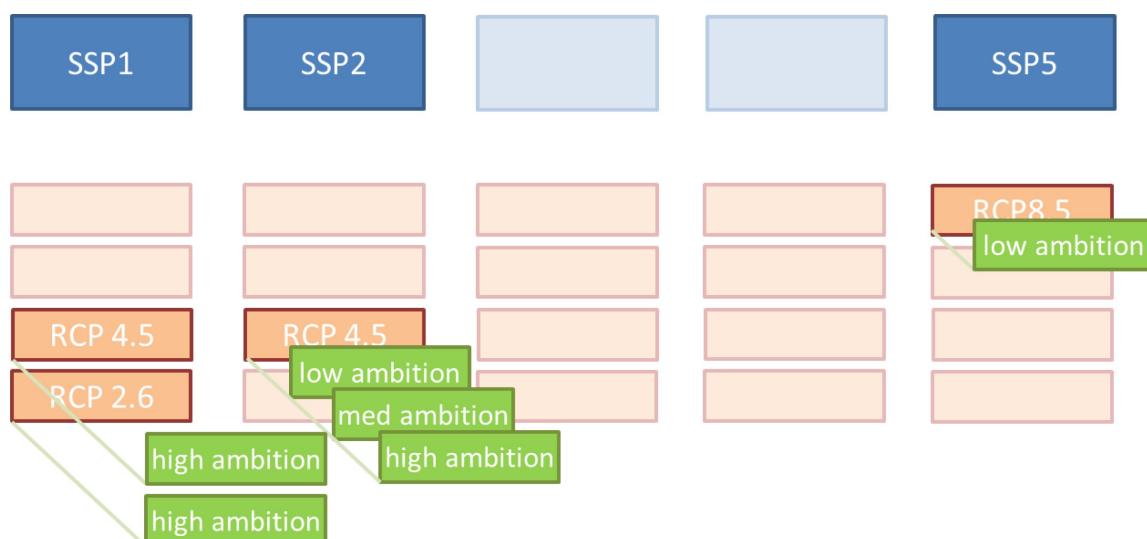 SSP1
SSP2
SSP5
RCP8.5
low ambition
RCP 4.5
RCP 4.5
low ambition
RCP 2.6
med ambition
high ambition
high ambition
high ambition